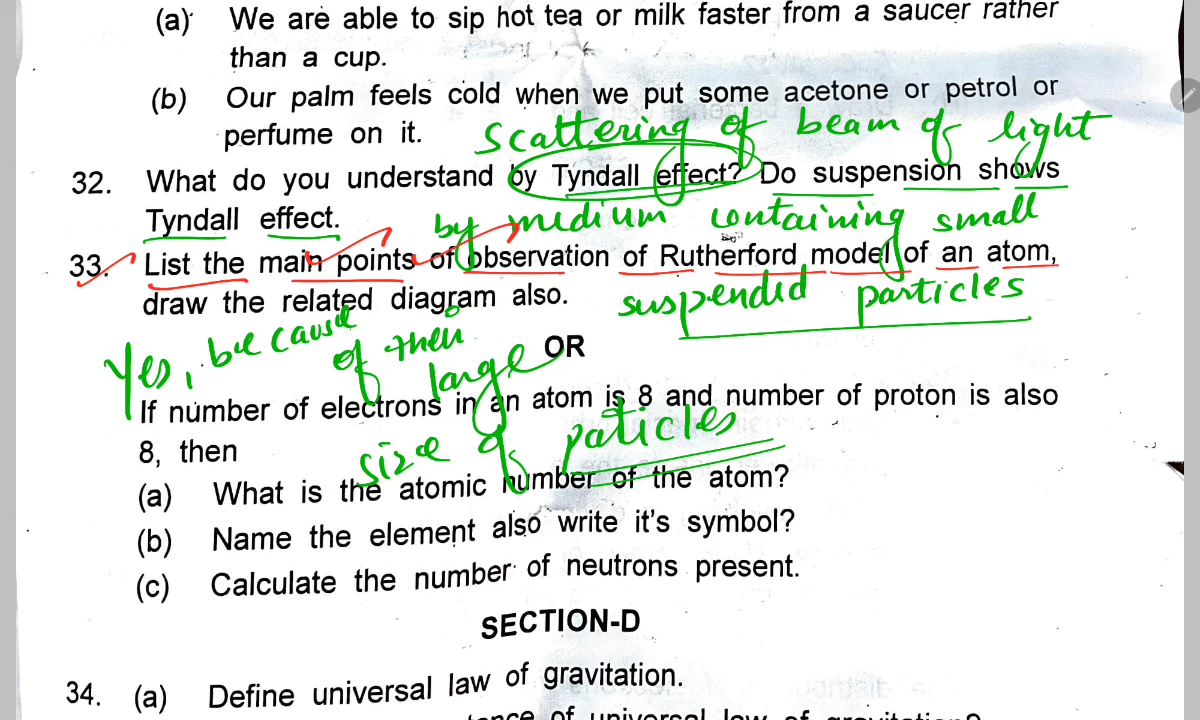 (a) We are able to sip hot tea or milk faster from a saucer rather
than a cup.
(b) Our palm feels cold when we put some acetone or petrol or
perfume on it.
Scattering of beam of light
32. What do you understand by Tyndall effect? Do suspension shows
Tyndall effect.
by medium containing small
33. List the main points of observation of Rutherford model of an atom,
draw the related diagram also.
suspended particles
Yes, because
of their
large
OR
If number of electrons in an atom is 8 and number of proton is also
8, then
size of paticles
(a) What is the atomic number of the atom?
(b) Name the element also write it's symbol?
(c) Calculate the number of neutrons present.
SECTION-D
34. (a) Define universal law of gravitation.
of universal law of gravitation?